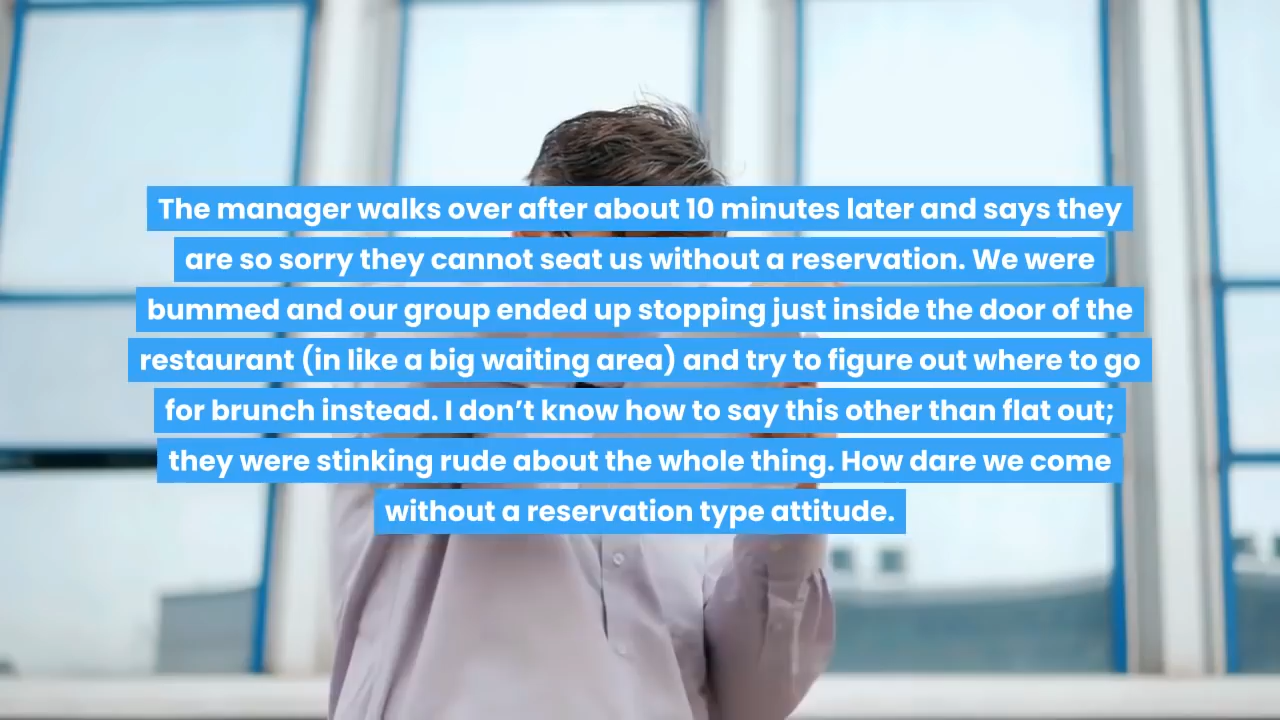 The manager walks over after about 10 minutes later and says they
are so sorry they cannot seat us without a reservation. We were
bummed and our group ended up stopping just inside the door of the
restaurant (in like a big waiting area) and try to figure out where to go
for brunch instead. I don’t know how to say this other than flat out;
they were stinking rude about the whole thing. How dare we come
without a reservation type attitude.